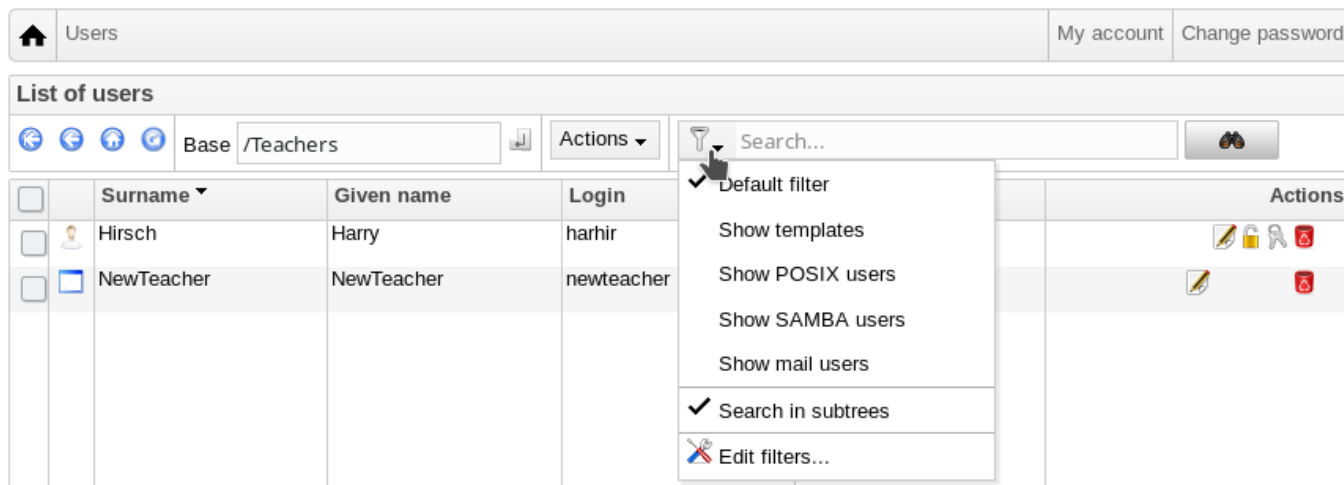 Users My account Change password
List of users
Base /Teachers Actions Search...
Surname Given name Login Actions
Default filter
Show templates
Hirsch Harry harhir
Show POSIX users
NewTeacher NewTeacher newteacher
Show SAMBA users
Show mail users
Search in subtrees
Edit filters...